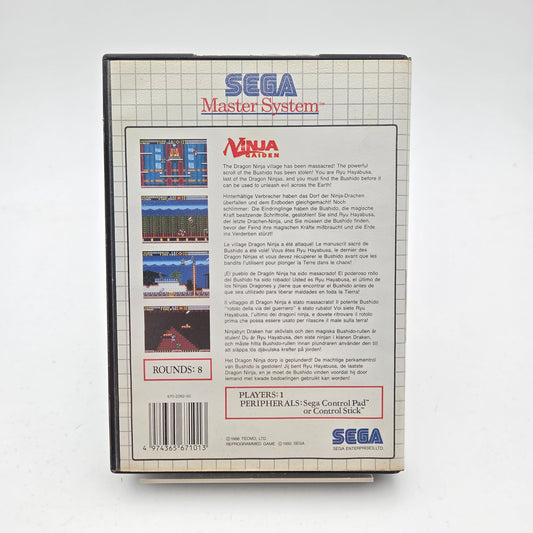 SEGA
Master System™
NINJA
GAIDEN
The Dragon Ninja village has been massacred! The powerful
scroll of the Bushido has been stolen! You are Ryu Hayabusa,
last of the Dragon Ninjas, and you must find the Bushido before it
can be used to unleash evil across the Earth!
Hinterhältige Verbrecher haben das Dorf der Ninja-Drachen
überfallen und dem Erdboden gleichgemacht! Noch
schlimmer: Die Eindringlinge haben die Bushido, die magische
Kraft besitzende Schriftrolle, gestohlen! Sie sind Ryu Hayabusa,
der letzte Drachen-Ninja, und Sie müssen die Bushido finden,
bevor der Feind ihre magischen Kräfte mißbraucht und die Erde
ins Verderben stürzt!
Le village Dragon Ninja a été attaqué! Le manuscrit sacré de
Bushido a été volé! Vous êtes Ryu Hayabusa, le dernier des
Dragon Ninjas et vous devez récupérer le Bushido avant que les
bandits l'utilisent pour plonger la Terre dans le chaos!
¡El pueblo de Dragón Ninja ha sido masacrado! El poderoso rollo
del Bushido ha sido robado! Usted es Ryu Hayabusa, el último de
los Ninjas Dragones y ¡tiene que encontrar el Bushido antes de
que sea utilizado para liberar maldades en toda la Tierra!
Il villaggio di Dragon Ninja è stato massacrato! Il potente Bushido
"rotolo della via del guerriero" è stato rubato! Voi siete Ryu
Hayabusa, l'ultimo dei dragoni ninja, e dovete ritrovare il rotolo
prima che possa essere usato per rilascire il male sulla terra!
Ninjabyn Draken har skövlats och den magiska Bushido-rullen är
stulen! Du är Ryu Hayabusa, den siste ninjan i klanen Draken, och
måste hitta Bushido-rullen innan plundraren använder den till
att släppa lös djävulska krafter på jorden!
Het Dragon Ninja dorp is geplunderd! De machtige perkamentrol
van Bushido is gestolen! Jij bent Ryu Hayabusa, de laatste
Dragon Ninja, en je moet de Bushido vinden voordat hij door
iemand met kwade bedoelingen gebruikt kan worden!
ROUNDS: 8
PLAYERS: 1
PERIPHERALS: Sega Control Pad™
or Control Stick™
670-2262-50
4 974365 671013
©1988 TECMO, LTD.
REPROGRAMMED GAME ©1992 SEGA
SEGA
SEGA ENTERPRISES LTD.